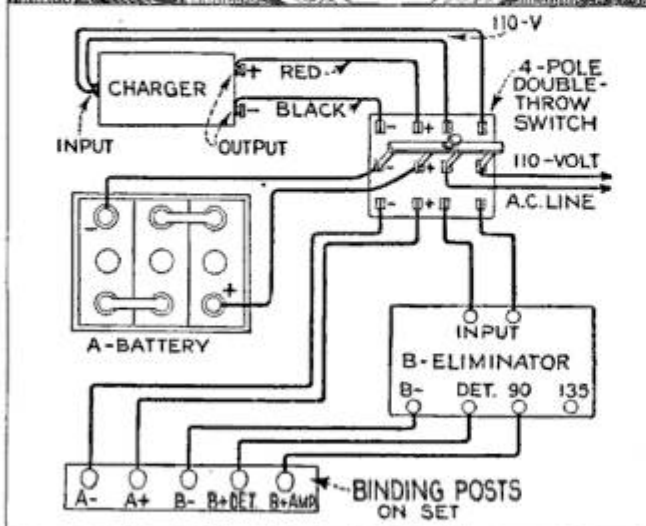 110-V
CHARGER
+ RED
- BLACK
INPUT
OUTPUT
4-POLE
DOUBLE-
THROW
SWITCH
- +
- +
110-VOLT
A.C. LINE
- +
-
+
A-BATTERY
INPUT
B-ELIMINATOR
B- DET. 90 135
A- A+ B- B+DET. B+AMP.
BINDING POSTS
ON SET